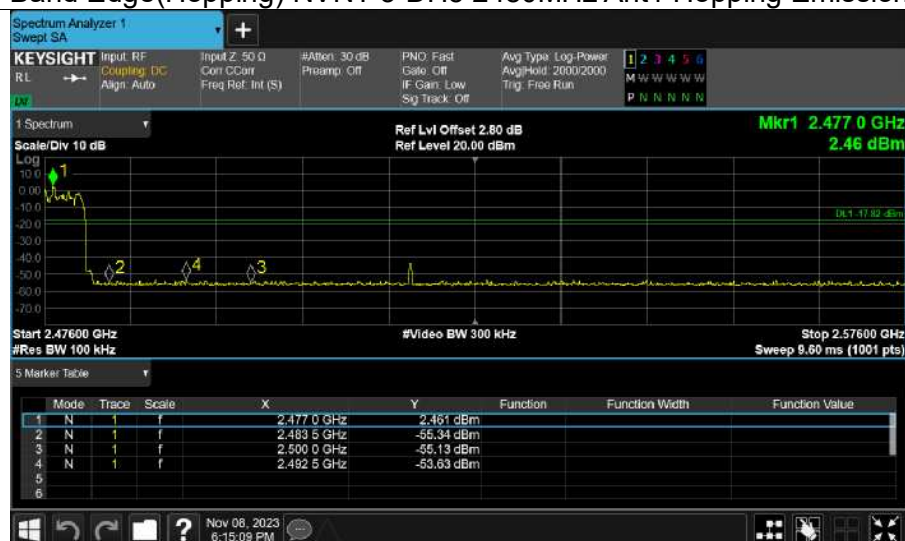 Band Edge(Hopping) NVNT 3-DH5 2480MHz Ant1 Hopping Emission
Spectrum Analyzer 1
Swept SA
+
KEYSIGHT
RL
Input: RF
Coupling: DC
Align: Auto
Input Z: 50 Ω
Corr CCorr
Freq Ref: Int (S)
#Atten: 30 dB
Preamp: Off
PNO: Fast
Gate: Off
IF Gain: Low
Sig Track: Off
Avg Type: Log-Power
Avg|Hold: 2000/2000
Trig: Free Run
1 2 3 4 5 6
M W W W W W
P N N N N N
1 Spectrum
Scale/Div 10 dB
Ref Lvl Offset 2.80 dB
Ref Level 20.00 dBm
Mkr1 2.477 0 GHz
2.46 dBm
Log
10.0
0.00
-10.0
-20.0
-30.0
-40.0
-50.0
-60.0
-70.0
1
2
4
3
DL1 -17.82 dBm
Start 2.47600 GHz
#Res BW 100 kHz
#Video BW 300 kHz
Stop 2.57600 GHz
Sweep 9.60 ms (1001 pts)
5 Marker Table
Mode Trace Scale X Y Function Function Width Function Value
1 N 1 f 2.477 0 GHz 2.461 dBm
2 N 1 f 2.483 5 GHz -55.34 dBm
3 N 1 f 2.500 0 GHz -55.13 dBm
4 N 1 f 2.492 5 GHz -53.63 dBm
5
6
?
Nov 08, 2023
6:15:09 PM